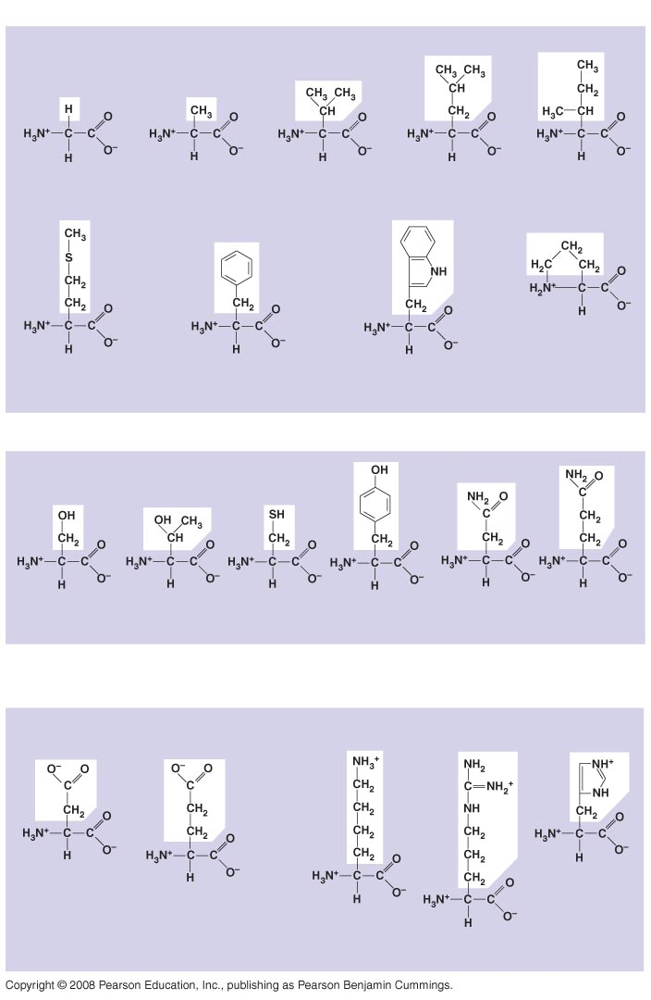 H
H₃N⁺ C C O
O⁻
H
CH₃
H₃N⁺ C C O
O⁻
H
CH₃ CH₃
CH
H₃N⁺ C C O
O⁻
H
CH₃ CH₃
CH
CH₂
H₃N⁺ C C O
O⁻
H
CH₃
CH₂
H₃C CH
H₃N⁺ C C O
O⁻
H
CH₃
S
CH₂
CH₂
H₃N⁺ C C O
O⁻
H
CH₂
H₃N⁺ C C O
O⁻
H
NH
CH₂
H₃N⁺ C C O
O⁻
H
CH₂
H₂C CH₂
H₂N⁺ C C O
O⁻
H
OH
CH₂
H₃N⁺ C C O
O⁻
H
OH CH₃
CH
H₃N⁺ C C O
O⁻
H
SH
CH₂
H₃N⁺ C C O
O⁻
H
OH
CH₂
H₃N⁺ C C O
O⁻
H
NH₂ O
C
CH₂
H₃N⁺ C C O
O⁻
H
NH₂ O
C
CH₂
CH₂
H₃N⁺ C C O
O⁻
H
O⁻ O
C
CH₂
H₃N⁺ C C O
O⁻
H
O⁻ O
C
CH₂
CH₂
H₃N⁺ C C O
O⁻
H
NH₃⁺
CH₂
CH₂
CH₂
CH₂
H₃N⁺ C C O
O⁻
H
NH₂
C=NH₂⁺
NH
CH₂
CH₂
CH₂
H₃N⁺ C C O
O⁻
H
NH⁺
NH
CH₂
H₃N⁺ C C O
O⁻
H
Copyright © 2008 Pearson Education, Inc., publishing as Pearson Benjamin Cummings.